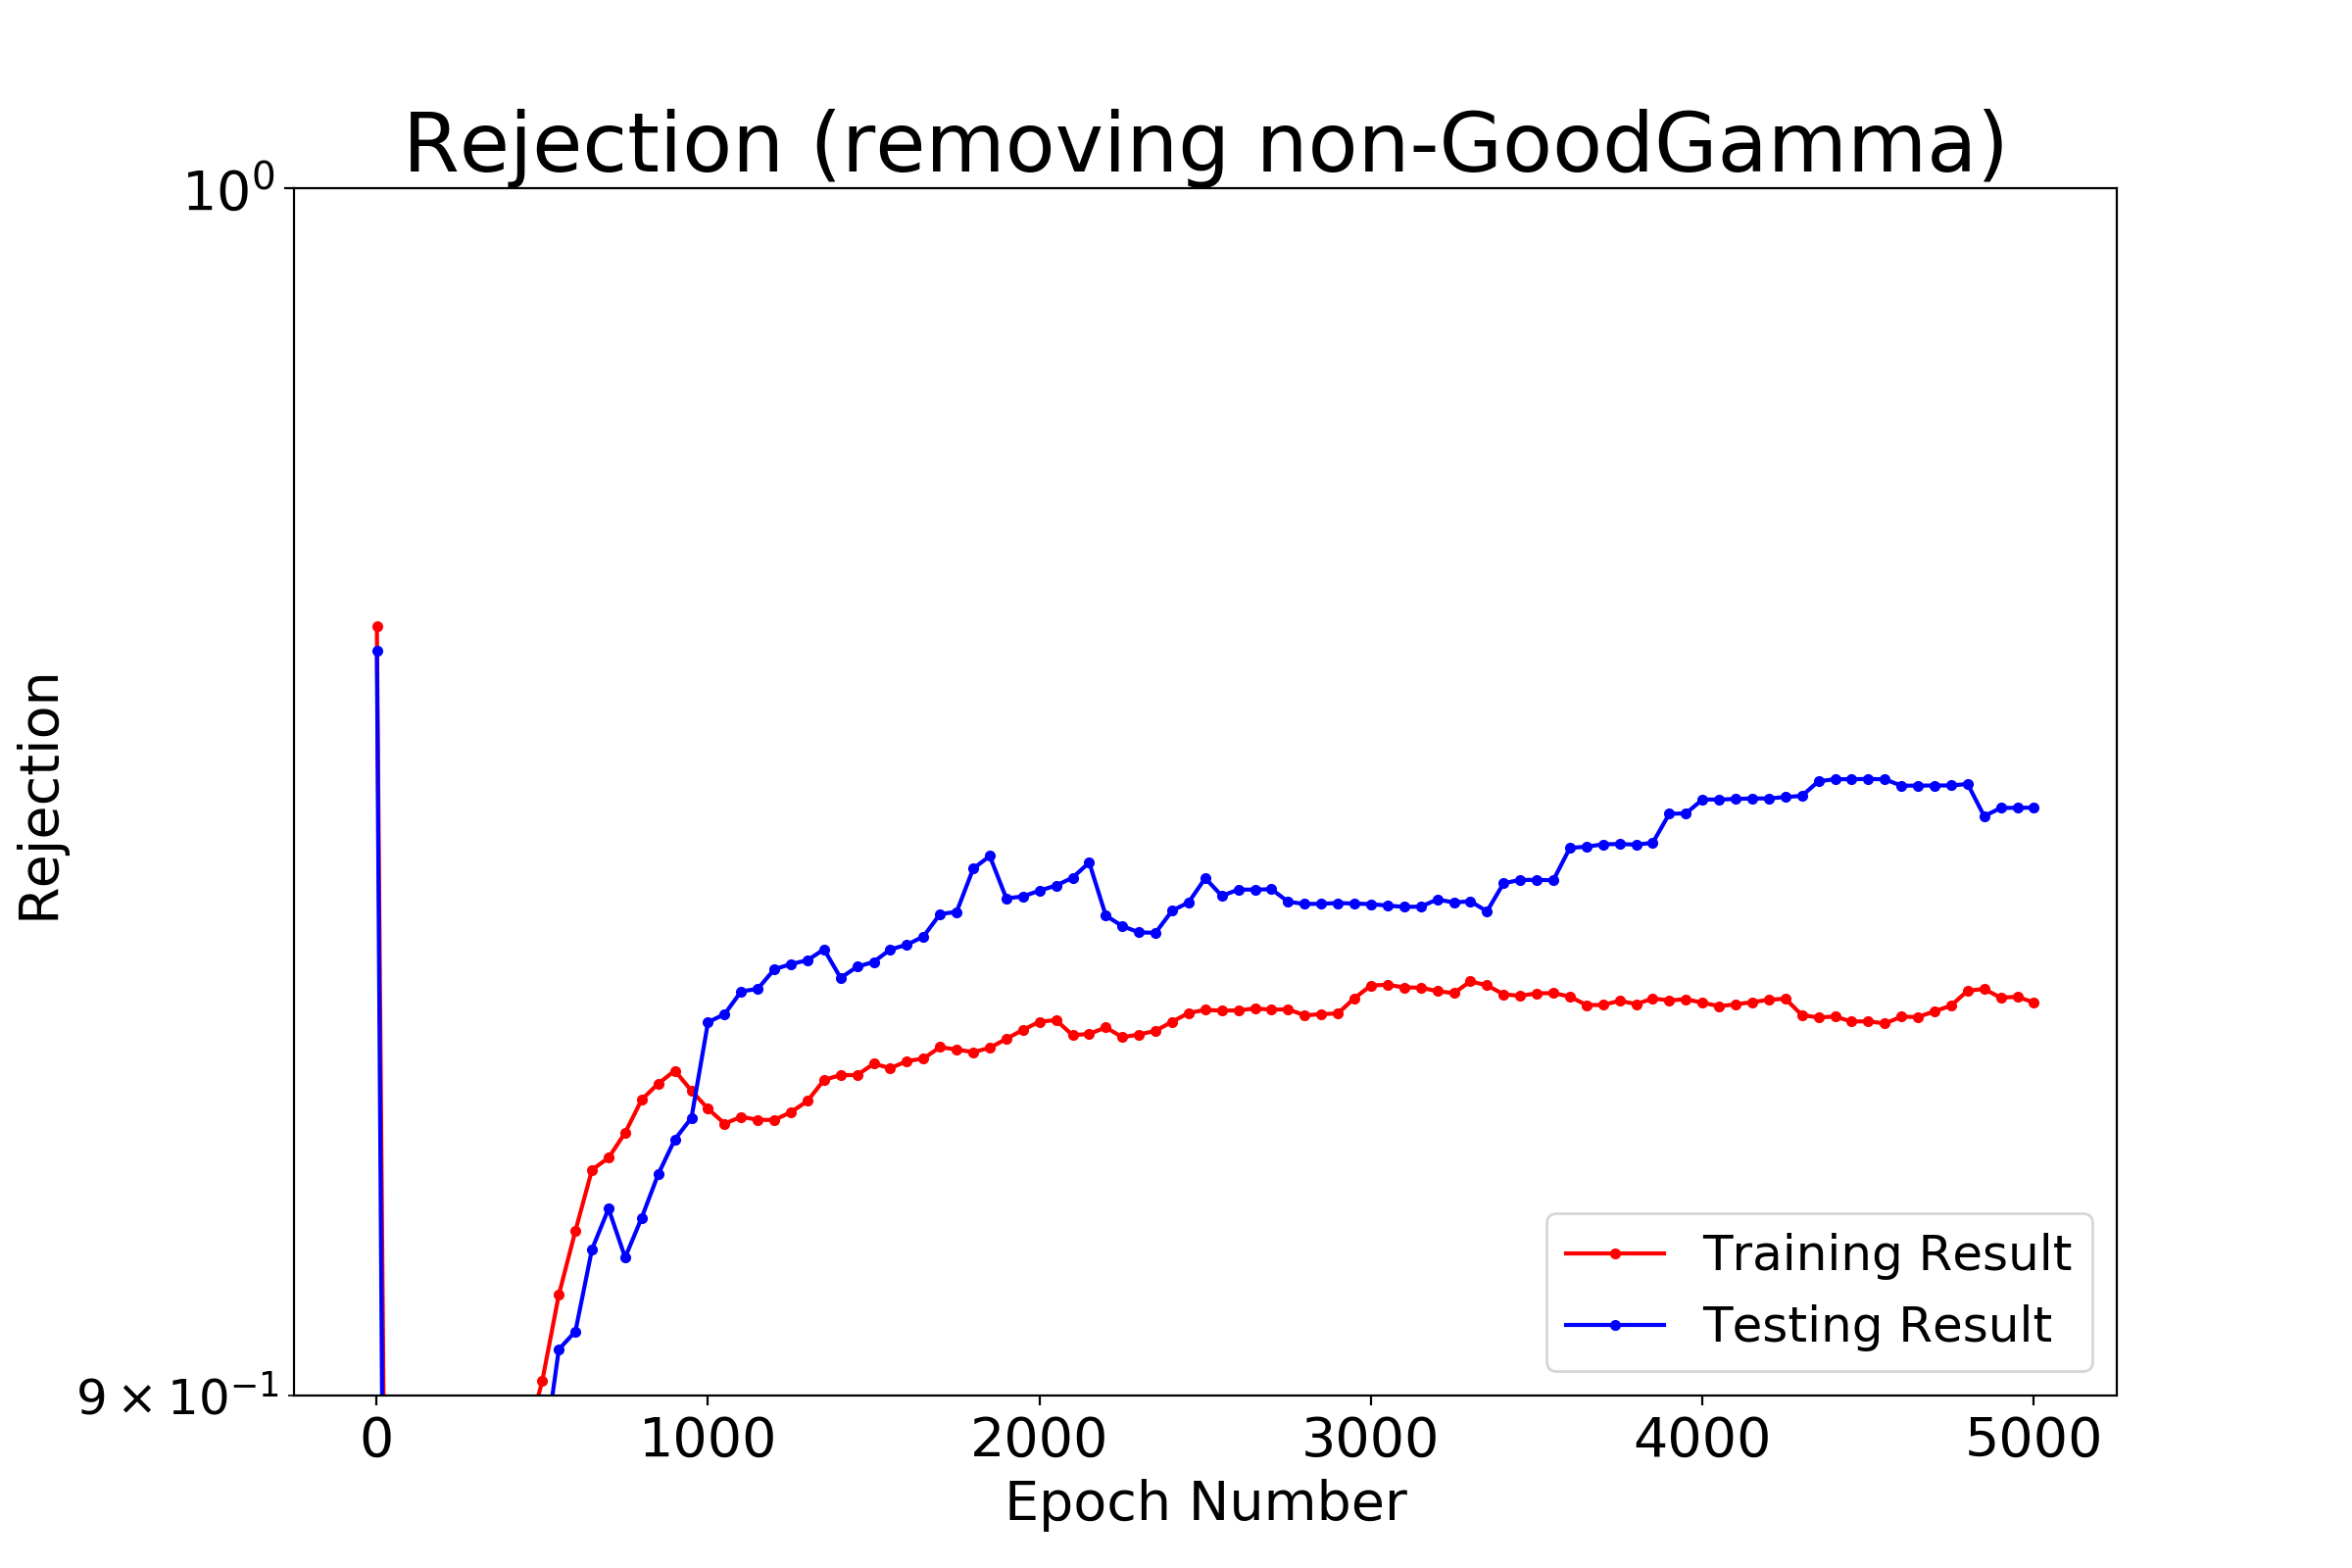 Rejection (removing non-GoodGamma)
10⁰
Rejection
9 × 10⁻¹
0 1000 2000 3000 4000 5000
Epoch Number
Training Result
Testing Result